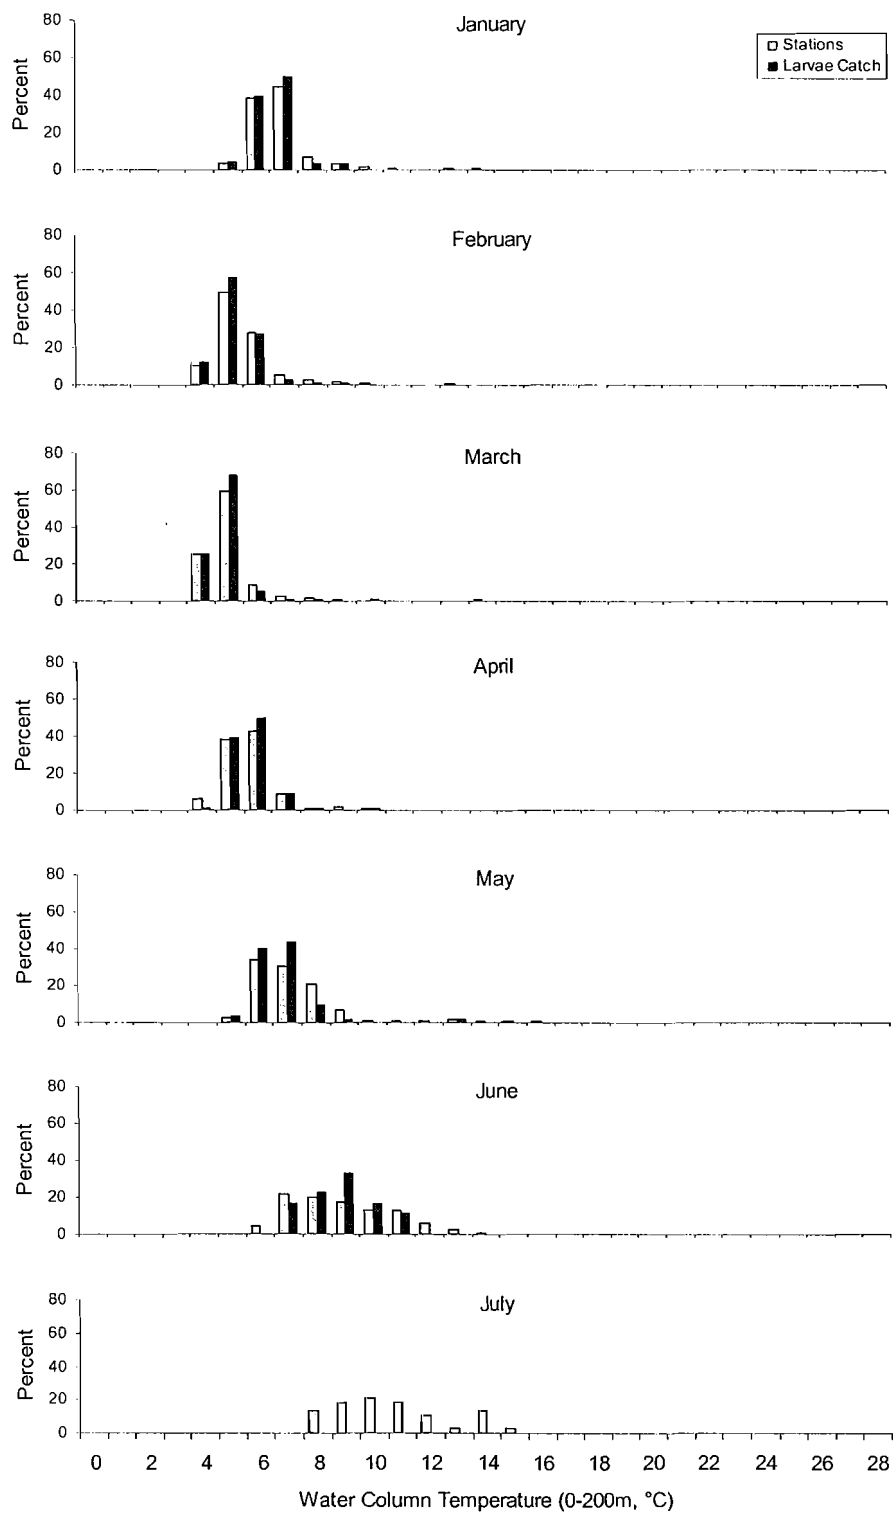 January
Stations
Larvae Catch
Percent
80
60
40
20
0
February
Percent
80
60
40
20
0
March
Percent
80
60
40
20
0
April
Percent
80
60
40
20
0
May
Percent
80
60
40
20
0
June
Percent
80
60
40
20
0
July
Percent
80
60
40
20
0
0 2 4 6 8 10 12 14 16 18 20 22 24 26 28
Water Column Temperature (0-200m, °C)